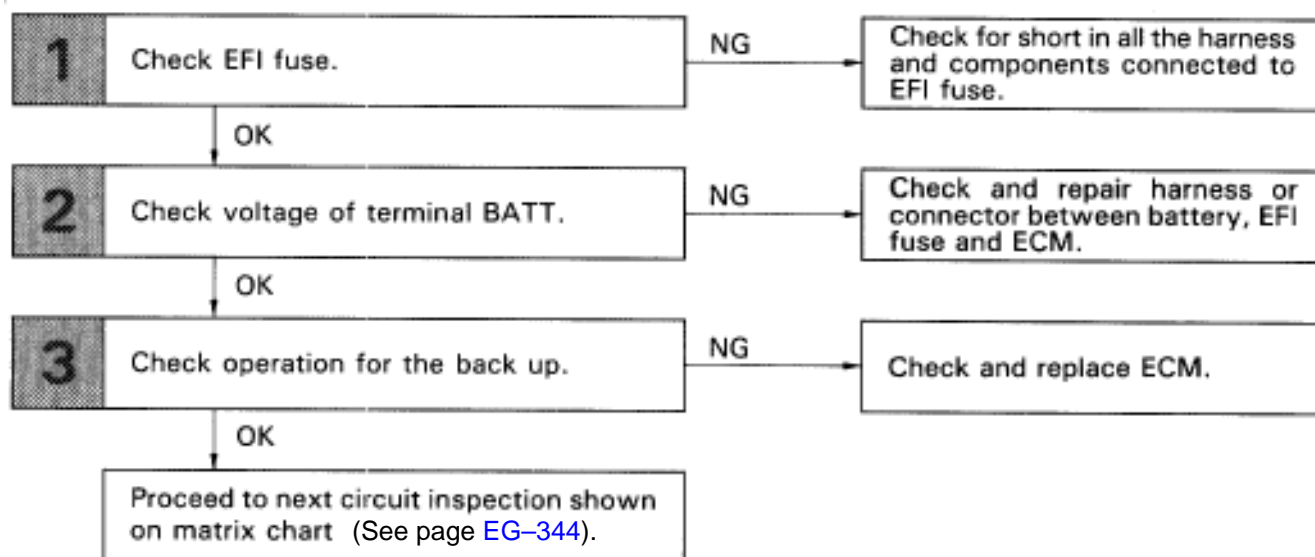 1
Check EFI fuse.
NG
Check for short in all the harness
and components connected to
EFI fuse.
OK
2
Check voltage of terminal BATT.
NG
Check and repair harness or
connector between battery, EFI
fuse and ECM.
OK
3
Check operation for the back up.
NG
Check and replace ECM.
OK
Proceed to next circuit inspection shown
on matrix chart (See page EG–344).